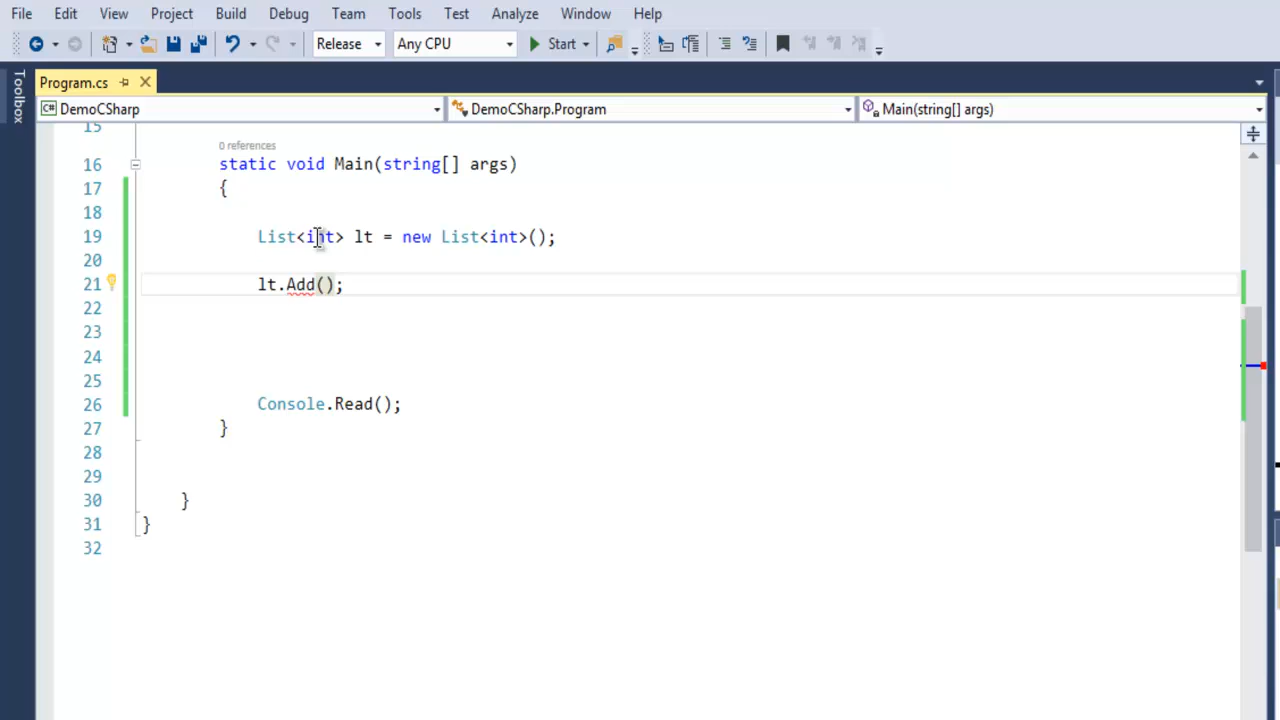 File Edit View Project Build Debug Team Tools Test Analyze Window Help
Release Any CPU Start
Toolbox
Program.cs
C# DemoCSharp DemoCSharp.Program Main(string[] args)
15
0 references
16 static void Main(string[] args)
17 {
18
19 List<int> lt = new List<int>();
20
21 lt.Add();
22
23
24
25
26 Console.Read();
27 }
28
29
30 }
31 }
32